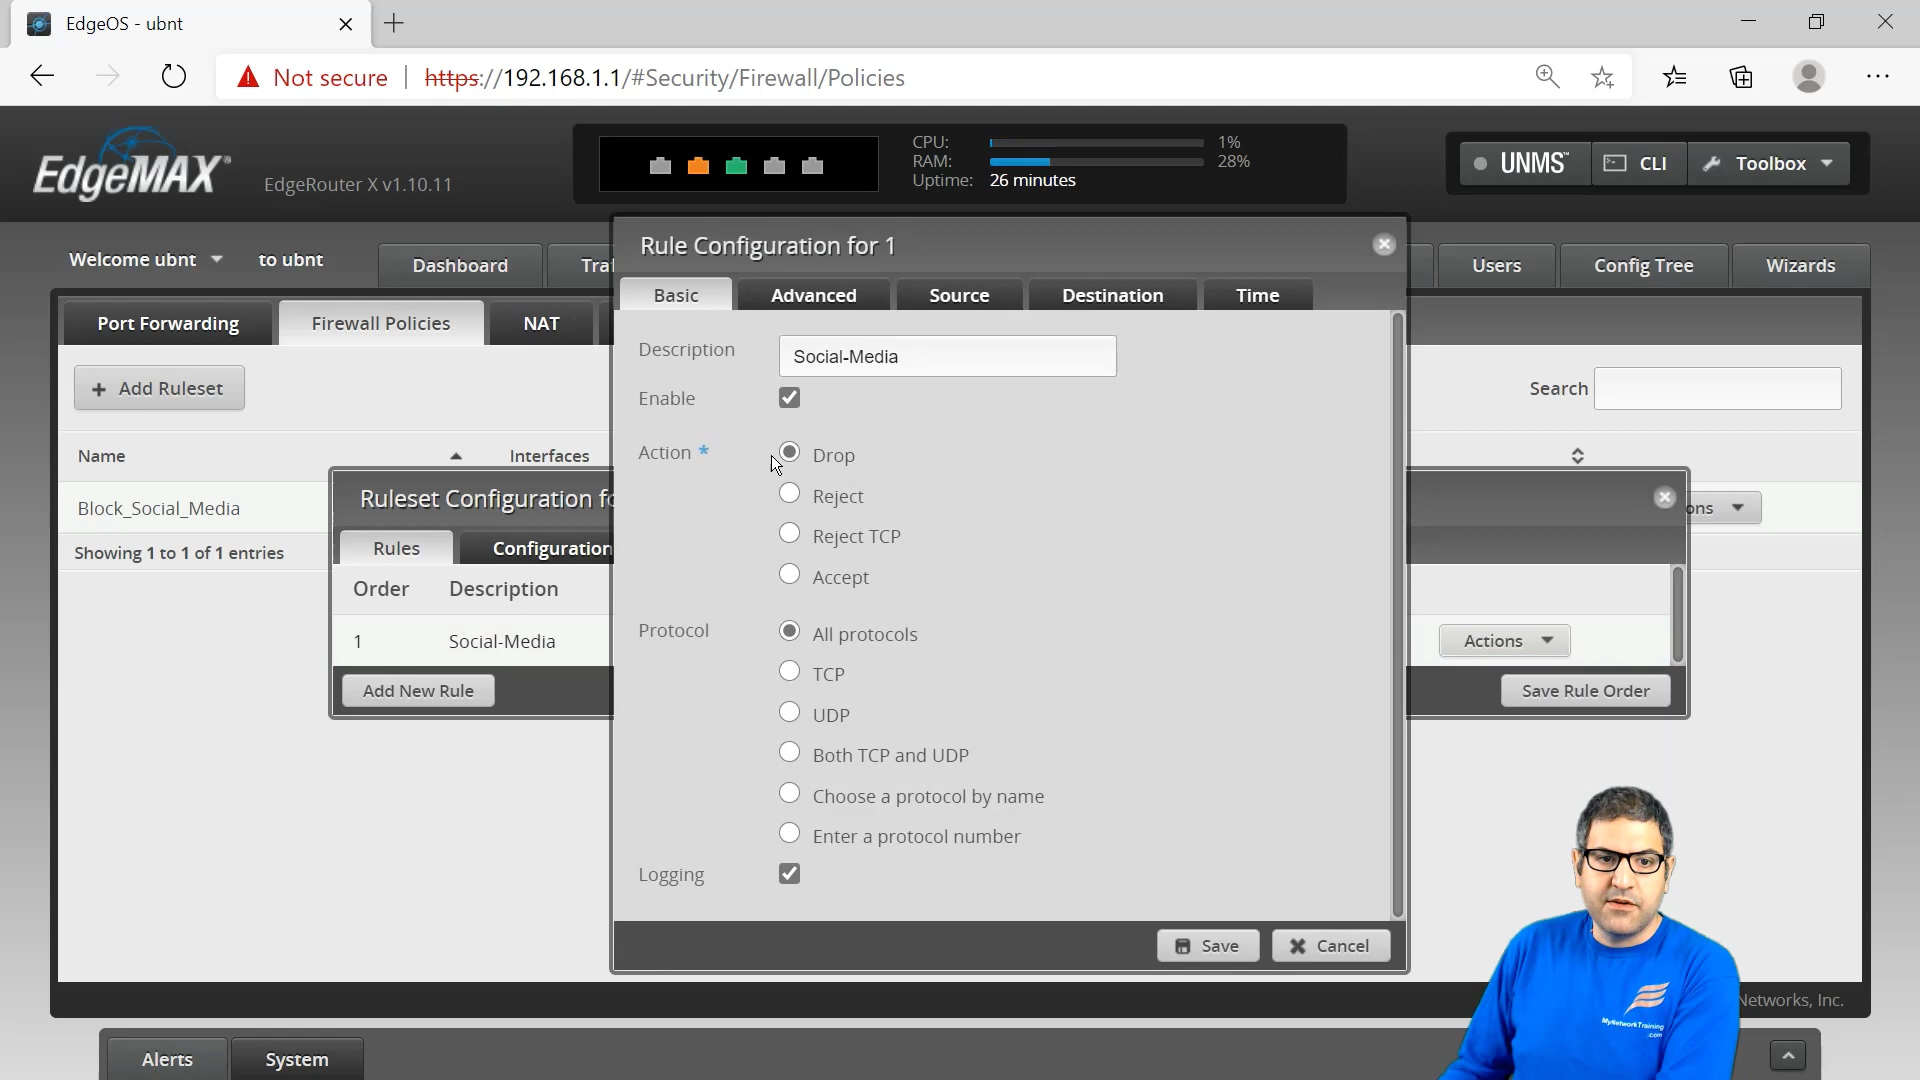 EdgeOS - ubnt
Not secure | https://192.168.1.1/#Security/Firewall/Policies
EdgeMAX
EdgeRouter X v1.10.11
CPU: 1%
RAM: 28%
Uptime: 26 minutes
UNMS™ CLI Toolbox
Welcome ubnt to ubnt
Dashboard
Users Config Tree Wizards
Port Forwarding Firewall Policies NAT
+ Add Ruleset
Search
Name Interfaces
Block_Social_Media
Showing 1 to 1 of 1 entries
Ruleset Configuration
Rules Configuration
Order Description
1 Social-Media Actions
Add New Rule Save Rule Order
Rule Configuration for 1
Basic Advanced Source Destination Time
Description Social-Media
Enable
Action * Drop
Reject
Reject TCP
Accept
Protocol All protocols
TCP
UDP
Both TCP and UDP
Choose a protocol by name
Enter a protocol number
Logging
Save Cancel
Networks, Inc.
MyNetworkTraining
.com
Alerts System